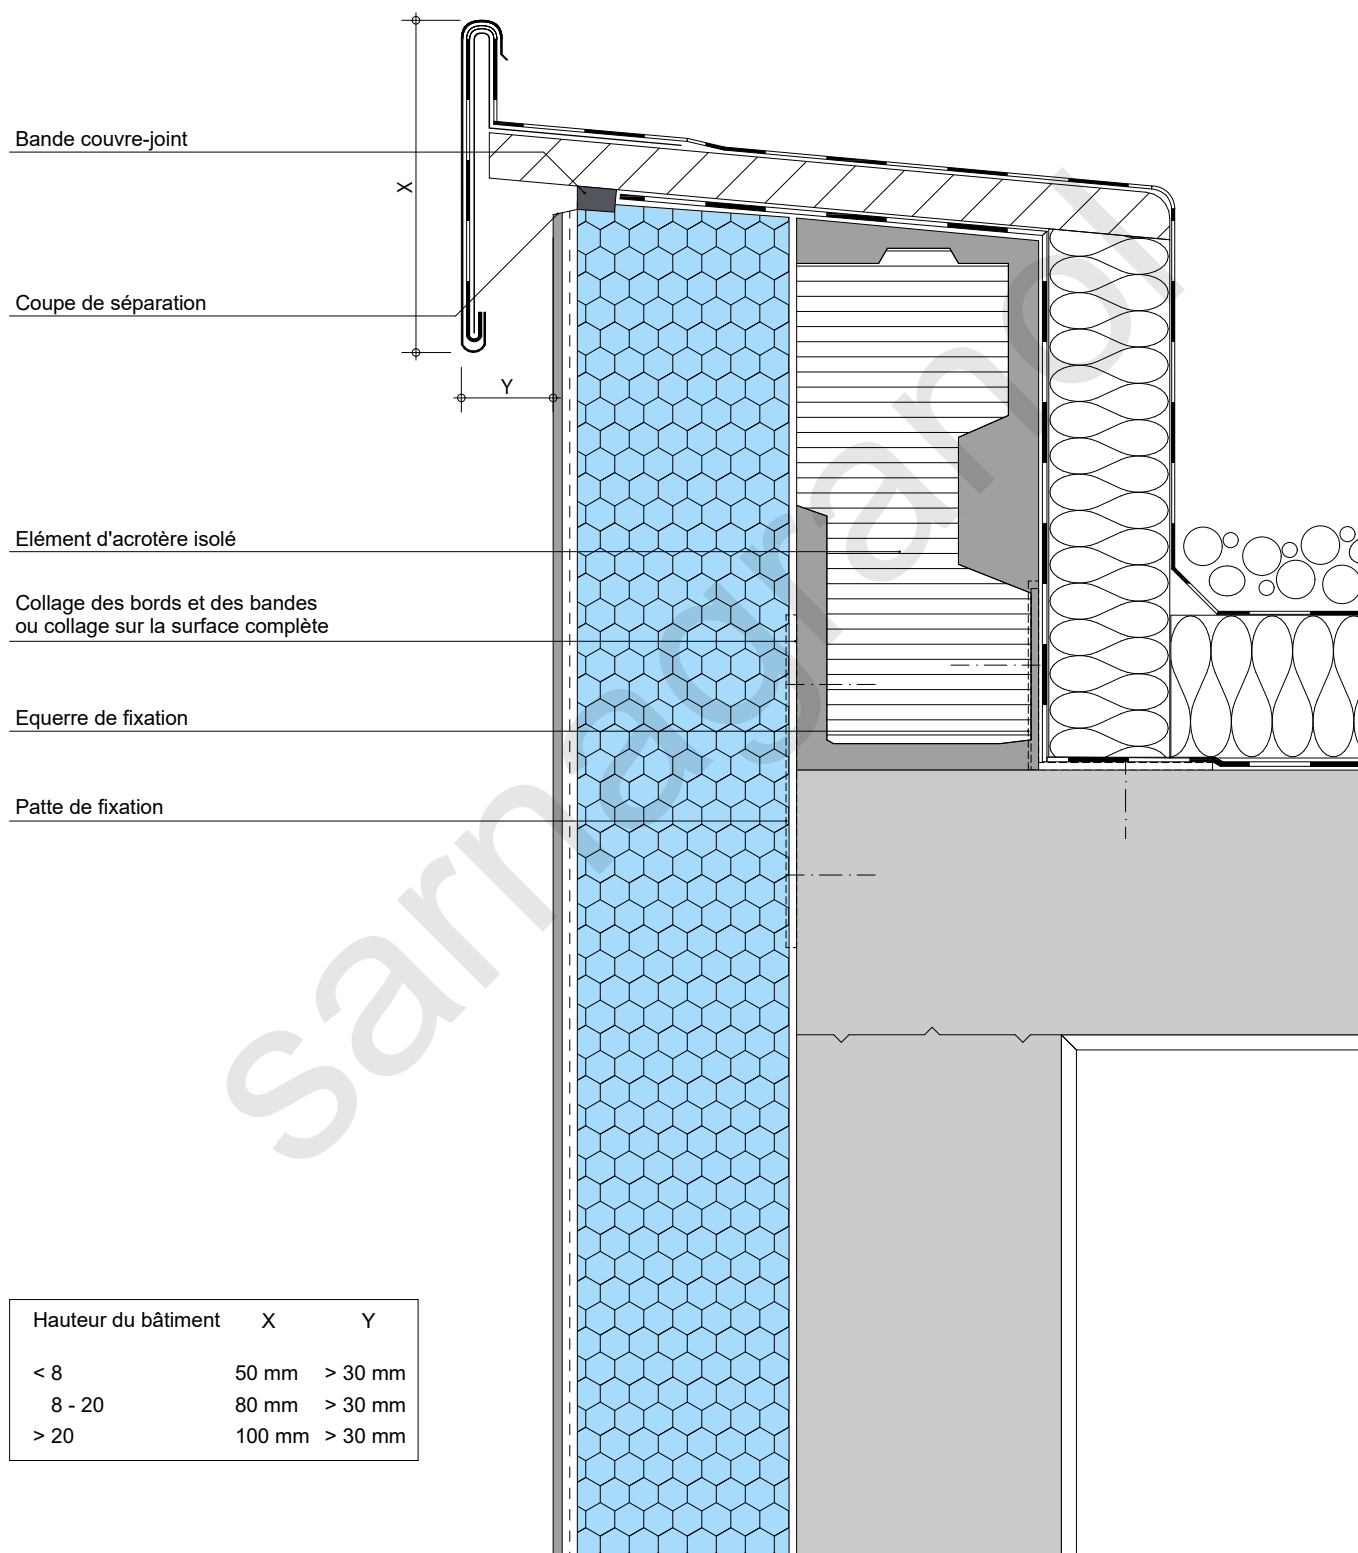 Bande couvre-joint
X
Coupe de séparation
Y
Elément d'acrotère isolé
Collage des bords et des bandes
ou collage sur la surface complète
Equerre de fixation
Patte de fixation
sarnagranol
Hauteur du bâtiment X Y
< 8 50 mm > 30 mm
8 - 20 80 mm > 30 mm
> 20 100 mm > 30 mm